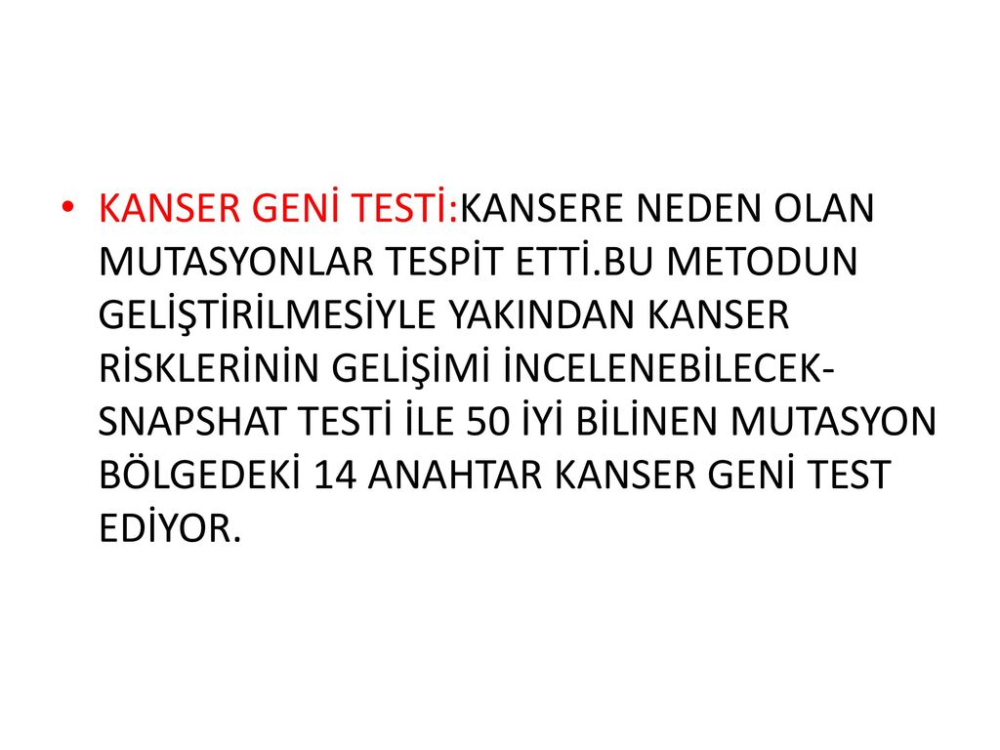 • KANSER GENİ TESTİ:KANSERE NEDEN OLAN
MUTASYONLAR TESPİT ETTİ.BU METODUN
GELİŞTİRİLMESİYLE YAKINDAN KANSER
RİSKLERİNİN GELİŞİMİ İNCELENEBİLECEK-
SNAPSHAT TESTİ İLE 50 İYİ BİLİNEN MUTASYON
BÖLGEDEKİ 14 ANAHTAR KANSER GENİ TEST
EDİYOR.